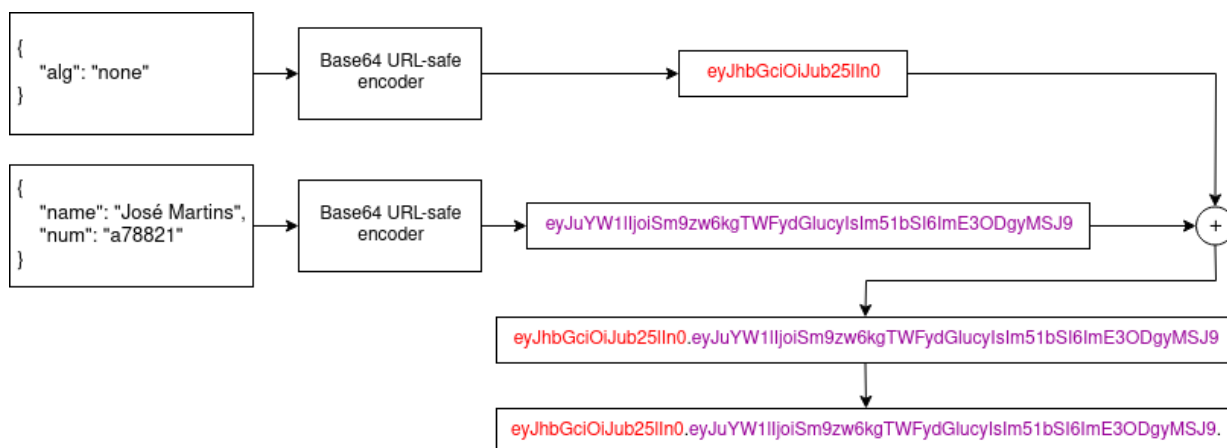 {
"alg": "none"
}
Base64 URL-safe
encoder
eyJhbGciOiJub25lIn0
{
"name": "José Martins",
"num": "a78821"
}
Base64 URL-safe
encoder
eyJuYW1lIjoiSm9zw6kgTWFydGlucyIsIm51bSI6ImE3ODgyMSJ9
+
eyJhbGciOiJub25lIn0.eyJuYW1lIjoiSm9zw6kgTWFydGlucyIsIm51bSI6ImE3ODgyMSJ9
eyJhbGciOiJub25lIn0.eyJuYW1lIjoiSm9zw6kgTWFydGlucyIsIm51bSI6ImE3ODgyMSJ9.